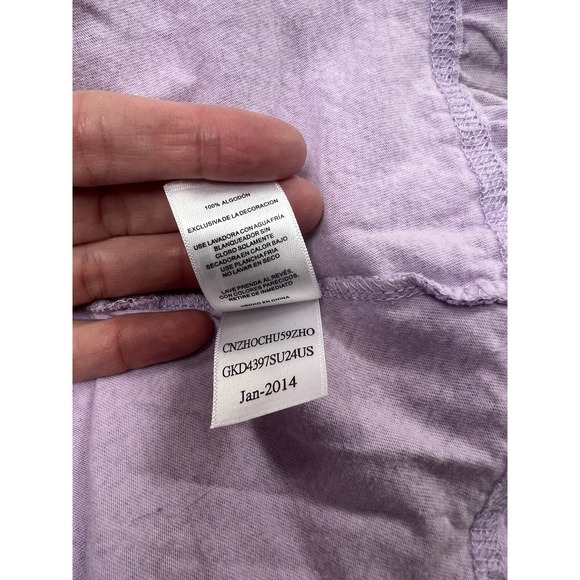 100% ALGODÓN
EXCLUSIVA DE LA DECORACION
USE LAVADORA CON AGUA FRÍA
BLANQUEADOR SIN
CLORO SOLAMENTE
SECADORA EN CALOR BAJO
USE PLANCHA FRIA
NO LAVAR EN SECO
LAVE PRENDA AL REVÉS,
CON COLORES PARECIDOS,
RETIRE DE INMEDIATO
HECHO EN CHINA
CNZHOCHU59ZHO
GKD4397SU24US
Jan-2014